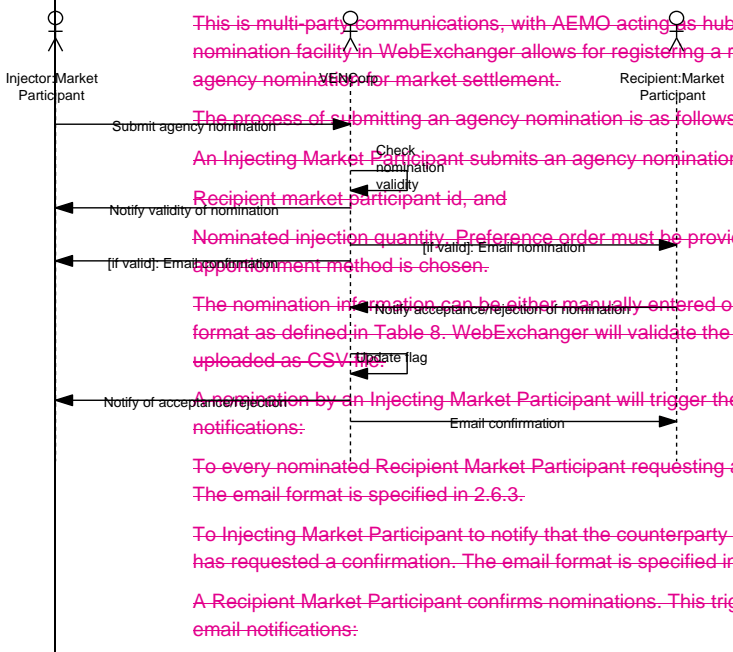 This is multi-party communications, with AEMO acting as hub
nomination facility in WebExchanger allows for registering a
agency nomination for market settlement.
Injector:Market
Participant
VENCorp
Recipient:Market
Participant
The process of submitting an agency nomination is as follows
Submit agency nomination
An Injecting Market Participant submits an agency nomination
Check
nomination
validity
Recipient market participant id, and
Notify validity of nomination
Nominated injection quantity. Preference order must be
[if valid]: Email nomination
[if valid]: Email confirmation
apportionment method is chosen.
The nomination information can be either manually entered
Notify acceptance/rejection of nomination
format as defined in Table 8. WebExchanger will validate the
uploaded as CSV file.
Update flag
A nomination by an Injecting Market Participant will trigger the
Notify of acceptance/rejection
notifications:
Email confirmation
To every nominated Recipient Market Participant requesting
The email format is specified in 2.6.3.
To Injecting Market Participant to notify that the counterparty
has requested a confirmation. The email format is specified in
A Recipient Market Participant confirms nominations. This
email notifications: